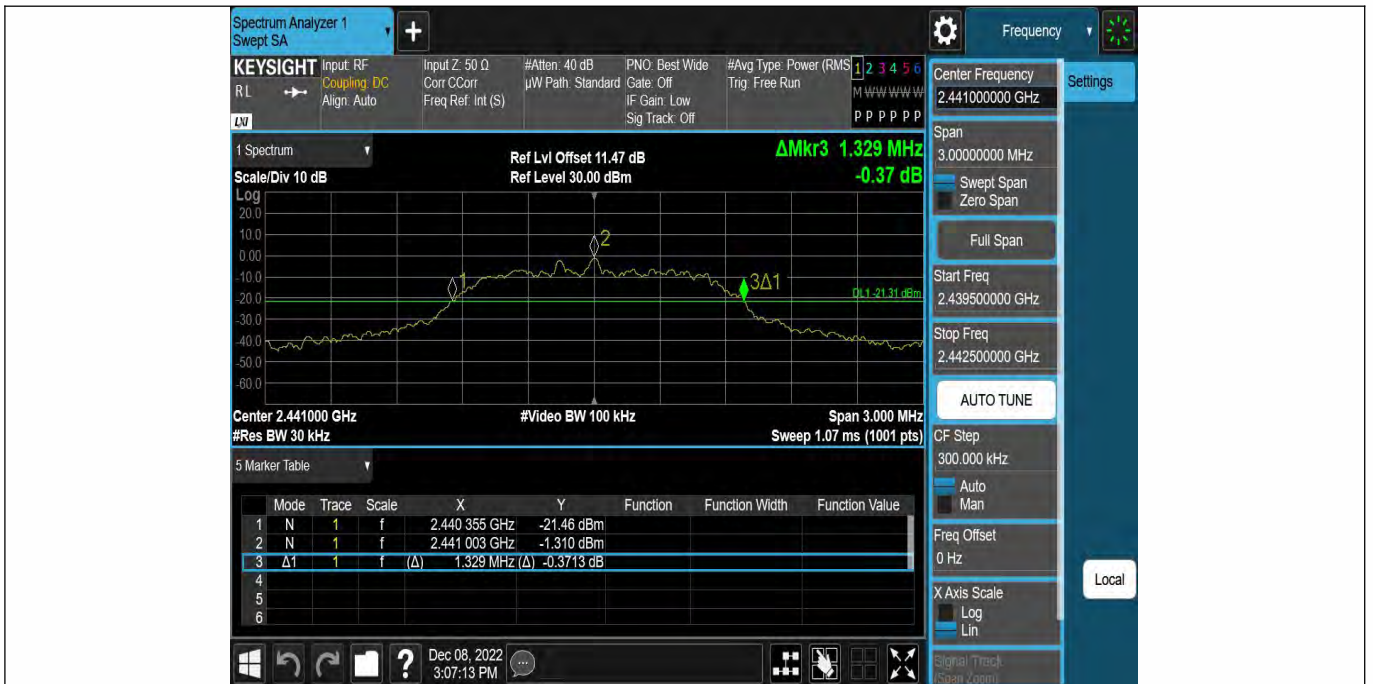 Spectrum Analyzer 1
Swept SA
+
Frequency
KEYSIGHT
RL
LXI
Input: RF
Coupling: DC
Align: Auto
Input Z: 50 Ω
Corr CCorr
Freq Ref: Int (S)
#Atten: 40 dB
µW Path: Standard
PNO: Best Wide
Gate: Off
IF Gain: Low
Sig Track: Off
#Avg Type: Power (RMS
Trig: Free Run
1 2 3 4 5 6
M W W W W W
P P P P P P
1 Spectrum
Scale/Div 10 dB
Ref Lvl Offset 11.47 dB
Ref Level 30.00 dBm
ΔMkr3 1.329 MHz
-0.37 dB
Log
20.0
10.0
0.00
-10.0
-20.0
-30.0
-40.0
-50.0
-60.0
1
2
3Δ1
DL1 -21.31 dBm
Center 2.441000 GHz
#Video BW 100 kHz
Span 3.000 MHz
#Res BW 30 kHz
Sweep 1.07 ms (1001 pts)
5 Marker Table
Mode Trace Scale X Y Function Function Width Function Value
1 N 1 f 2.440 355 GHz -21.46 dBm
2 N 1 f 2.441 003 GHz -1.310 dBm
3 Δ1 1 f (Δ) 1.329 MHz (Δ) -0.3713 dB
4
5
6
?
Dec 08, 2022
3:07:13 PM
Center Frequency
2.441000000 GHz
Settings
Span
3.00000000 MHz
Swept Span
Zero Span
Full Span
Start Freq
2.439500000 GHz
Stop Freq
2.442500000 GHz
AUTO TUNE
CF Step
300.000 kHz
Auto
Man
Freq Offset
0 Hz
Local
X Axis Scale
Log
Lin
Signal Track
(Span Zoom)